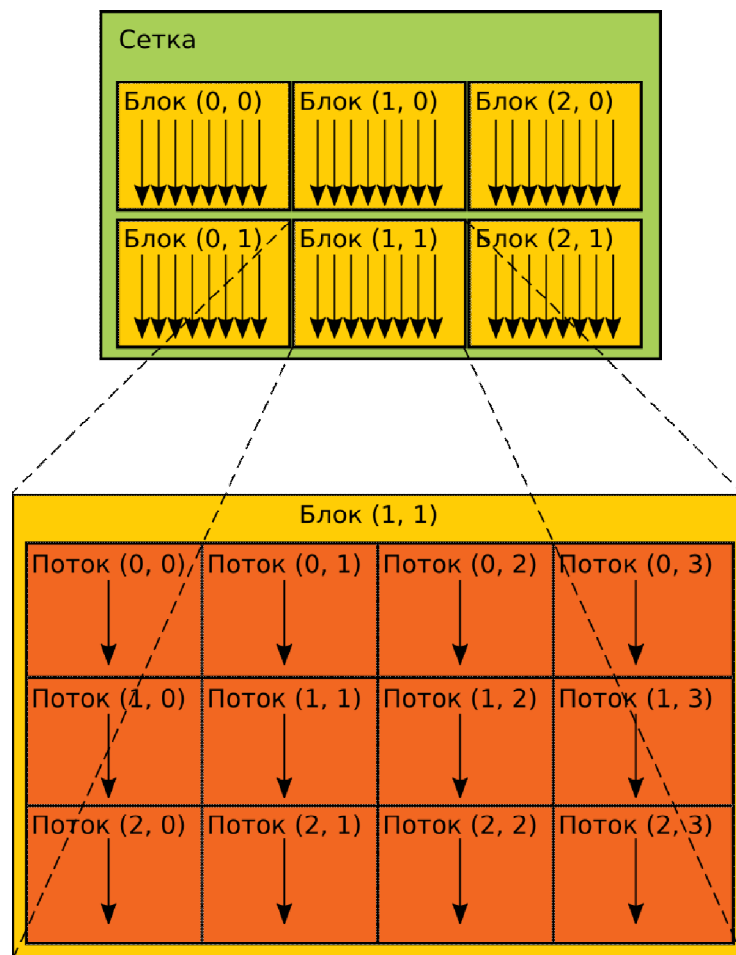 Сетка
Блок (0, 0) Блок (1, 0) Блок (2, 0)
Блок (0, 1) Блок (1, 1) Блок (2, 1)
Блок (1, 1)
Поток (0, 0) Поток (0, 1) Поток (0, 2) Поток (0, 3)
Поток (1, 0) Поток (1, 1) Поток (1, 2) Поток (1, 3)
Поток (2, 0) Поток (2, 1) Поток (2, 2) Поток (2, 3)